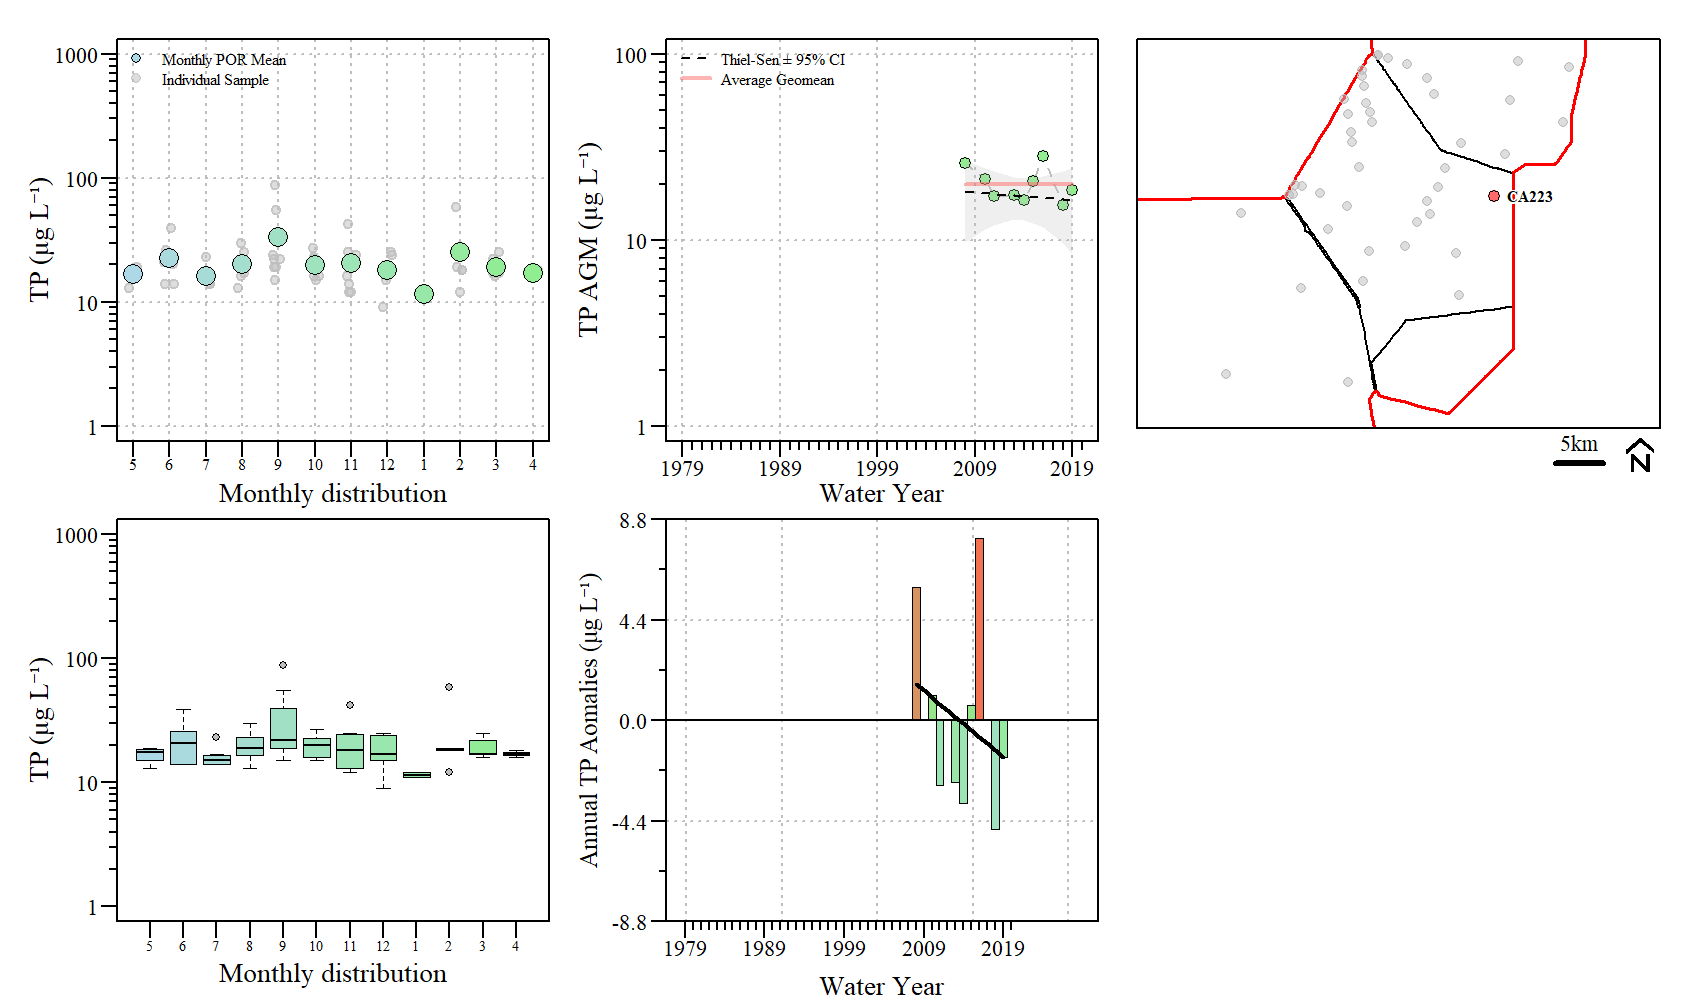 1000
100
10
1
TP (µg L⁻¹)
Monthly POR Mean
Individual Sample
5 6 7 8 9 10 11 12 1 2 3 4
Monthly distribution
100
10
1
TP AGM (µg L⁻¹)
Thiel-Sen ± 95% CI
Average Geomean
1979 1989 1999 2009 2019
Water Year
CA223
5km
N
1000
100
10
1
TP (µg L⁻¹)
5 6 7 8 9 10 11 12 1 2 3 4
Monthly distribution
8.8
4.4
0.0
-4.4
-8.8
Annual TP Aomalies (µg L⁻¹)
1979 1989 1999 2009 2019
Water Year